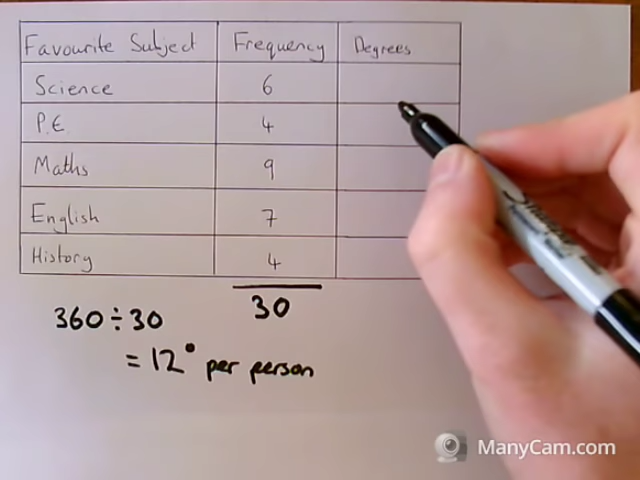 Favourite Subject Frequency Degrees
Science 6
P.E 4
Maths 9
English 7
History 4
30
360 ÷ 30
= 12° per person
Sharpie
ManyCam.com